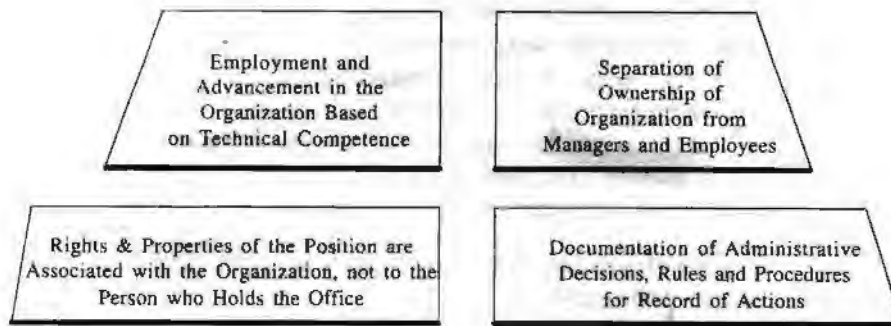 Employment and
Advancement in the
Organization Based
on Technical Competence
Separation of
Ownership of
Organization from
Managers and Employees
Rights & Properties of the Position are
Associated with the Organization, not to the
Person who Holds the Office
Documentation of Administrative
Decisions, Rules and Procedures
for Record of Actions